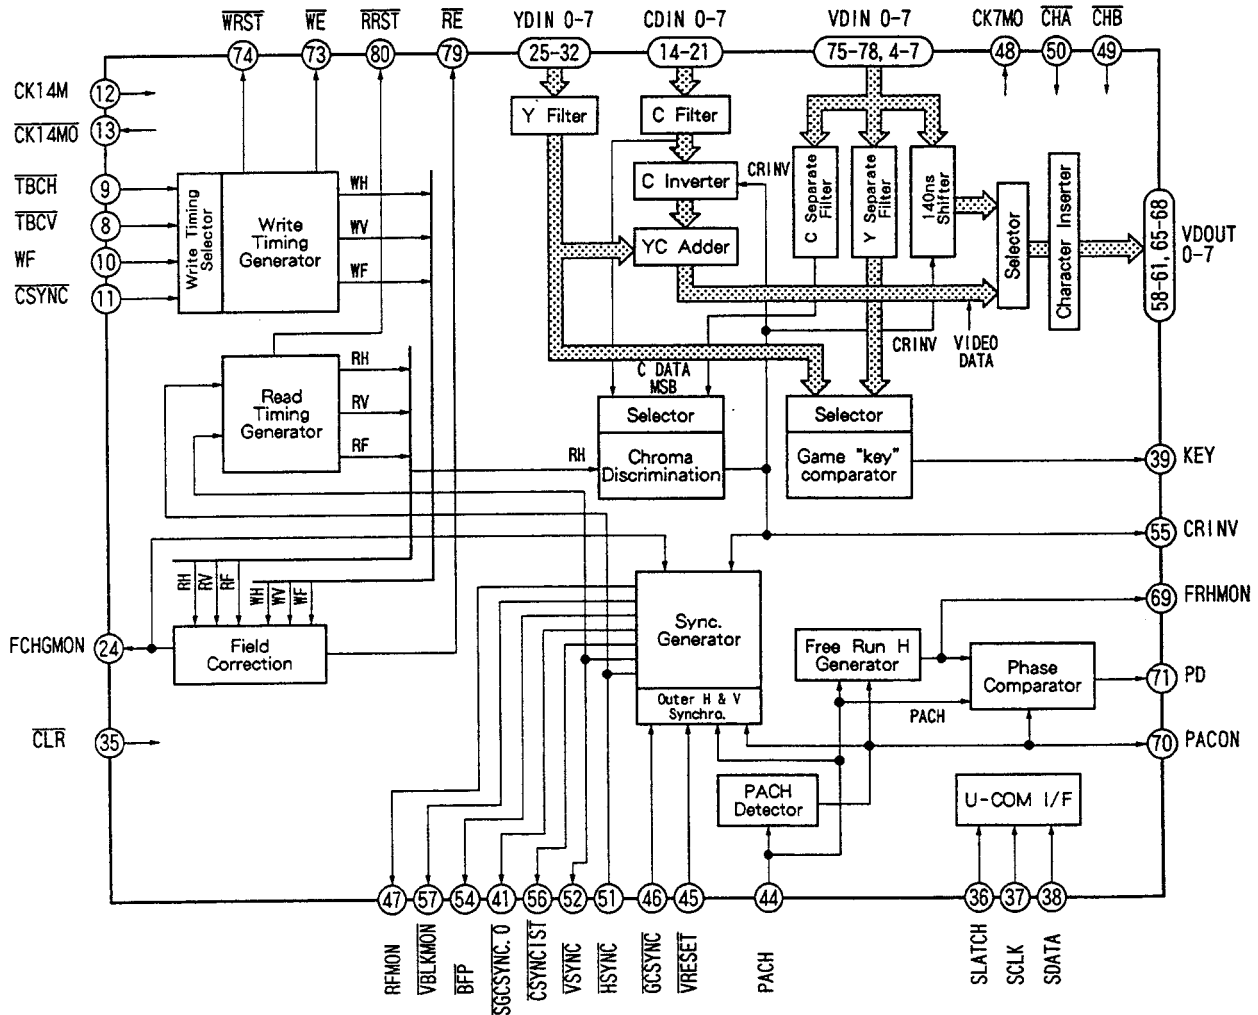 WRST WE RRST RE YDIN 0-7 CDIN 0-7 VDIN 0-7 CK7MO CHA CHB
74 73 80 79 25-32 14-21 75-78, 4-7 48 50 49
CK14M 12
CK14MO 13
TBCH 9
TBCV 8
WF 10
CSYNC 11
Write Timing
Selector
Write
Timing
Generator
WH
WV
WF
Y Filter
C Filter
C Inverter
YC Adder
CRINV
C Separate
Filter
Y Separate
Filter
140ns
Shifter
Selector
Character Inserter
58-61, 65-68
VDOUT
0-7
CRINV
VIDEO
DATA
Read
Timing
Generator
RH
RV
RF
C DATA
MSB
RH
Selector
Chroma
Discrimination
Selector
Game "key"
comparator
39 KEY
55 CRINV
RH
RV
RF
WH
WV
WF
FCHGMON 24
Field
Correction
Sync.
Generator
Outer H & V
Synchro.
Free Run H
Generator
Phase
Comparator
PACH
69 FRHMON
71 PD
70 PACON
CLR 35
PACH
Detector
U-COM I/F
47 57 54 41 56 52 51 46 45 44 36 37 38
RFMON
VBLKMON
BFP
SGCSYNC.O
CSYNC1ST
VSYNC
HSYNC
GCSYNC
VRESET
PACH
SLATCH
SCLK
SDATA